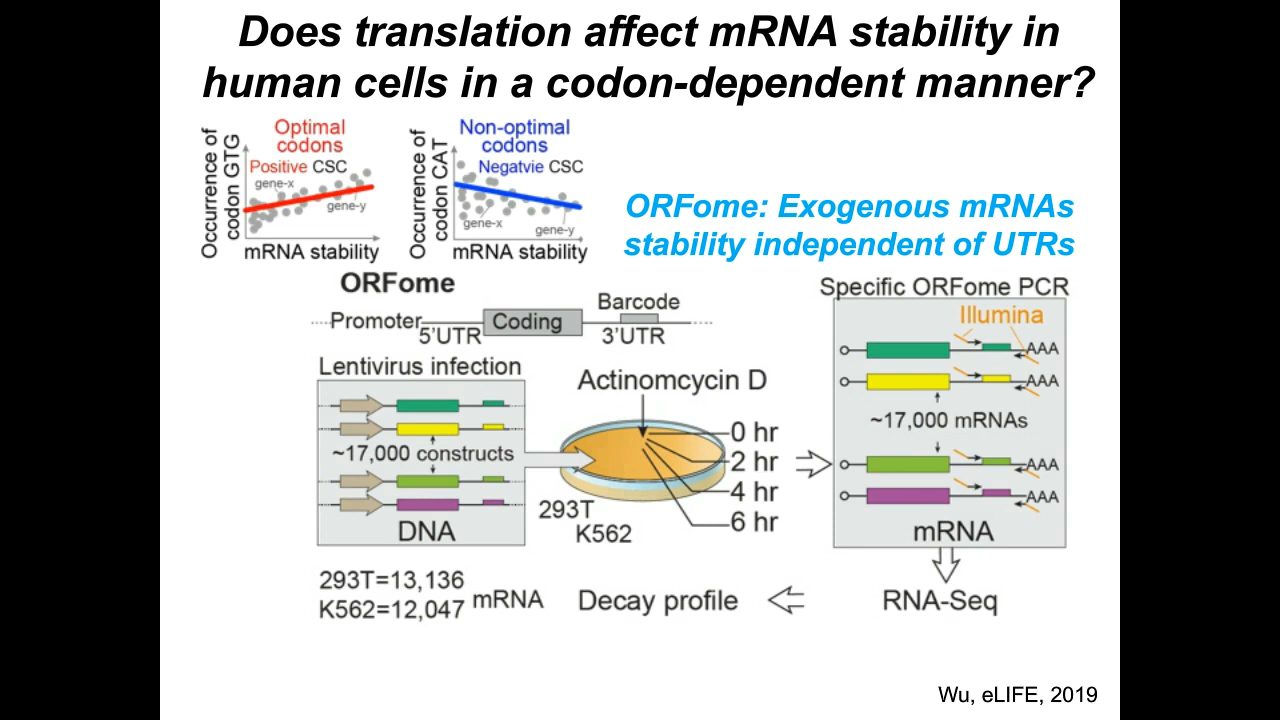 Does translation affect mRNA stability in
human cells in a codon-dependent manner?
Occurrence of
codon GTG
Optimal
codons
Positive CSC
gene-x
gene-y
mRNA stability
Occurrence of
codon CAT
Non-optimal
codons
Negatvie CSC
gene-x
gene-y
mRNA stability
ORFome: Exogenous mRNAs
stability independent of UTRs
ORFome
Promoter
5'UTR
Coding
Barcode
3'UTR
Lentivirus infection
~17,000 constructs
DNA
Actinomcycin D
0 hr
2 hr
4 hr
6 hr
293T
K562
Specific ORFome PCR
Illumina
AAA
AAA
~17,000 mRNAs
AAA
AAA
mRNA
RNA-Seq
Decay profile
293T=13,136
K562=12,047
mRNA
Wu, eLIFE, 2019